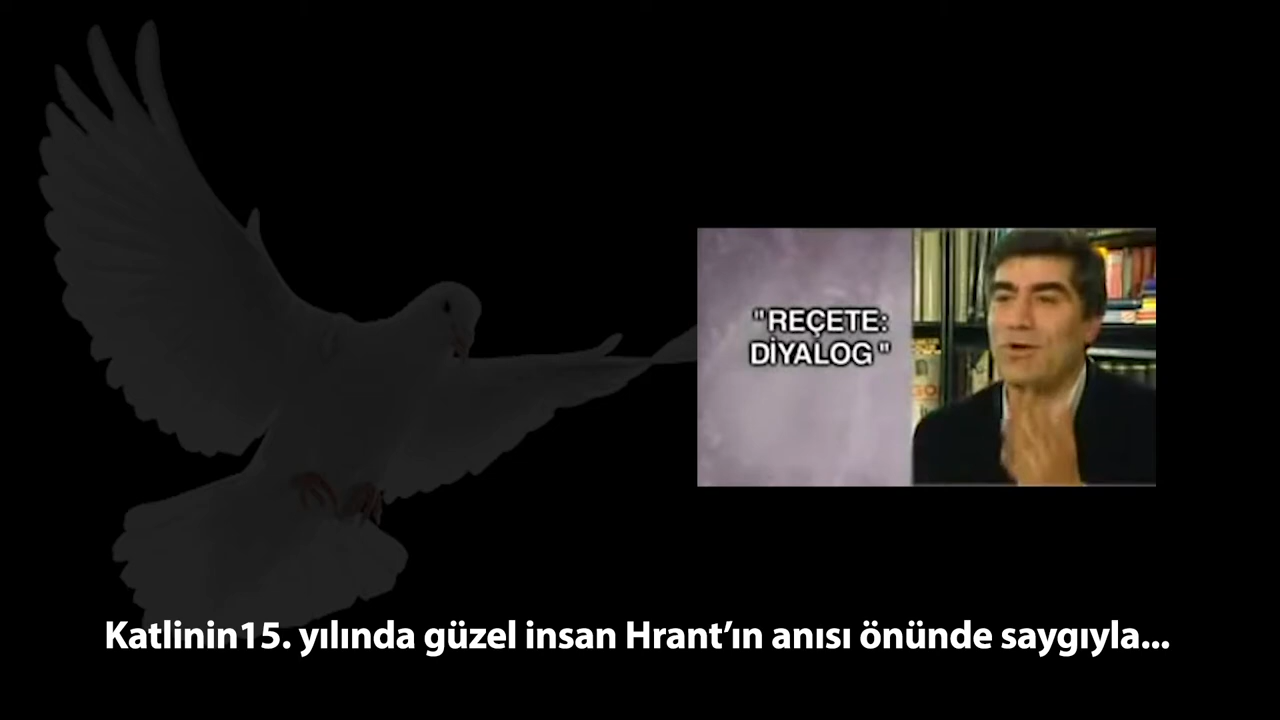 "REÇETE:
DİYALOG"
Katlinin15. yılında güzel insan Hrant'ın anısı önünde saygıyla...